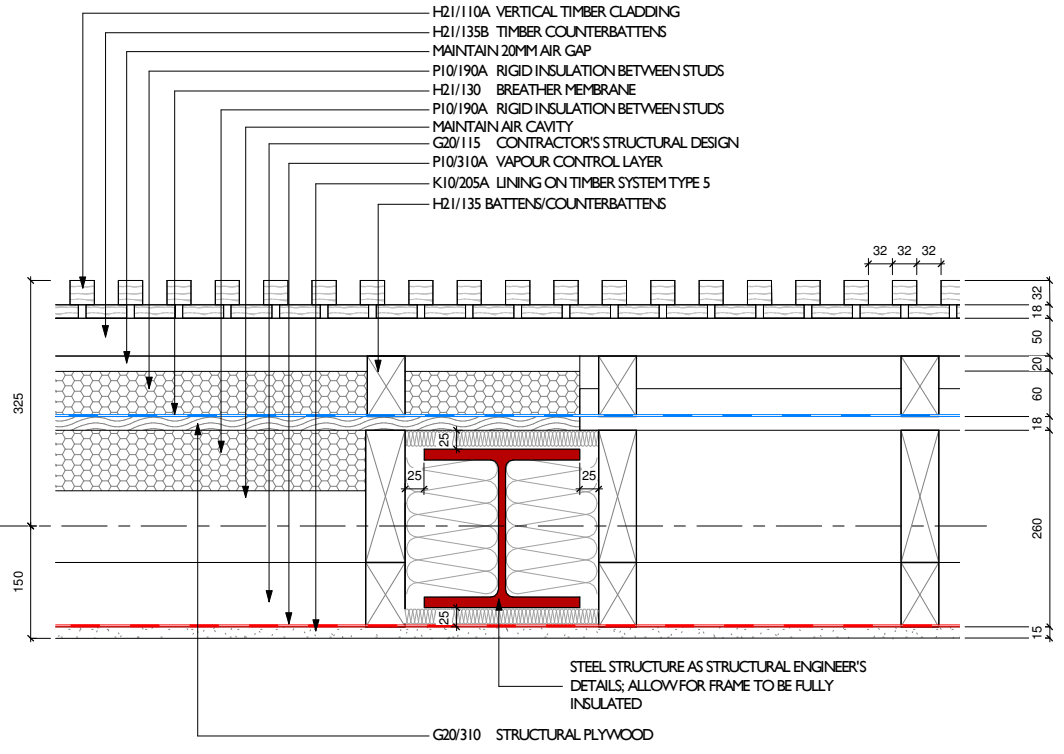 H21/110A VERTICAL TIMBER CLADDING
H21/135B TIMBER COUNTERBATTENS
MAINTAIN 20MM AIR GAP
P10/190A RIGID INSULATION BETWEEN STUDS
H21/130 BREATHER MEMBRANE
P10/190A RIGID INSULATION BETWEEN STUDS
MAINTAIN AIR CAVITY
G20/115 CONTRACTOR'S STRUCTURAL DESIGN
P10/310A VAPOUR CONTROL LAYER
K10/205A LINING ON TIMBER SYSTEM TYPE 5
H21/135 BATTENS/COUNTERBATTENS
32 32 32
32
18
50
20
60
18
260
15
325
150
25
25
25
25
STEEL STRUCTURE AS STRUCTURAL ENGINEER'S
DETAILS; ALLOW FOR FRAME TO BE FULLY
INSULATED
G20/310 STRUCTURAL PLYWOOD